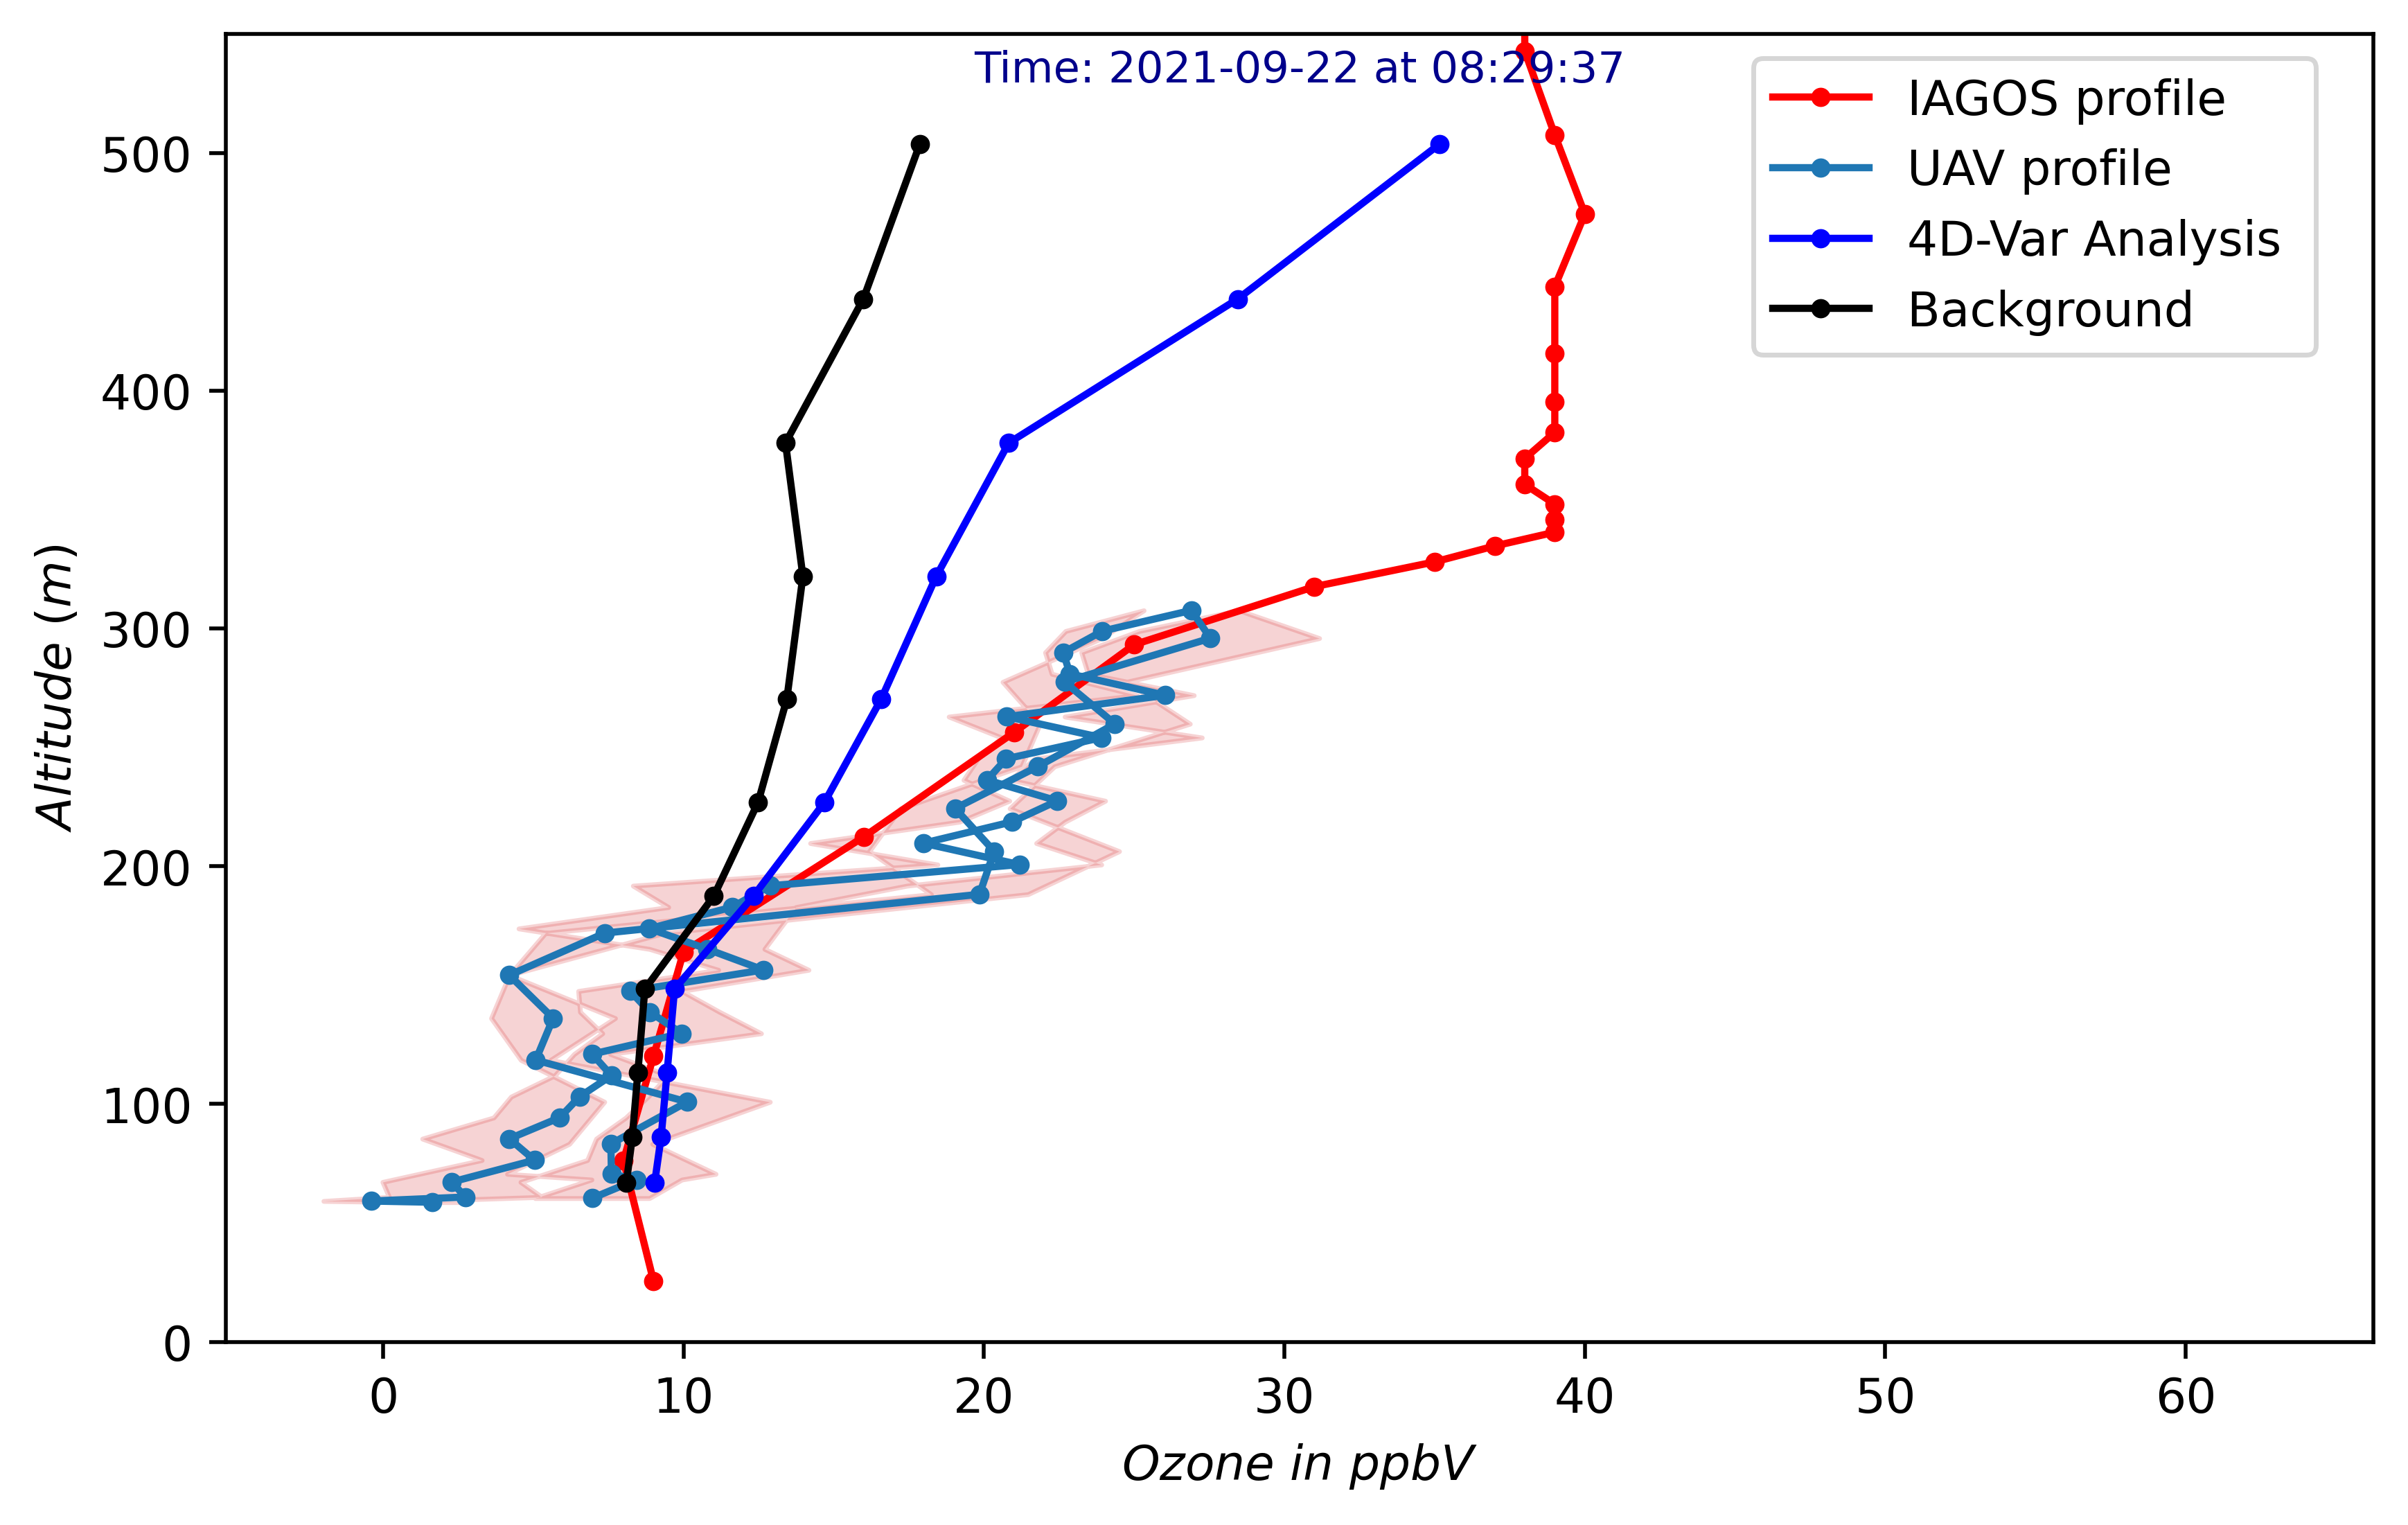 Time: 2021-09-22 at 08:29:37
IAGOS profile
UAV profile
4D-Var Analysis
Background
500
400
300
200
100
0
Altitude (m)
0 10 20 30 40 50 60
Ozone in ppbV